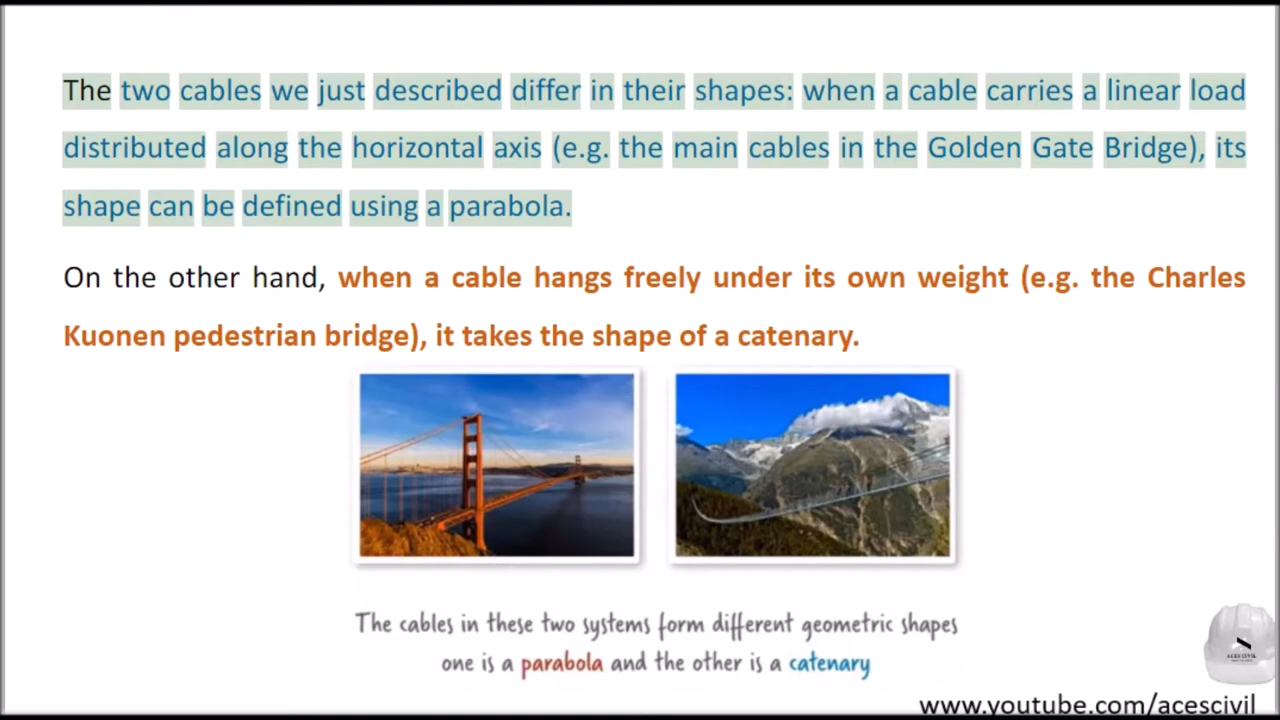 The two cables we just described differ in their shapes: when a cable carries a linear load
distributed along the horizontal axis (e.g. the main cables in the Golden Gate Bridge), its
shape can be defined using a parabola.
On the other hand, when a cable hangs freely under its own weight (e.g. the Charles
Kuonen pedestrian bridge), it takes the shape of a catenary.
The cables in these two systems form different geometric shapes
one is a parabola and the other is a catenary
ACES CIVIL
www.youtube.com/acescivil